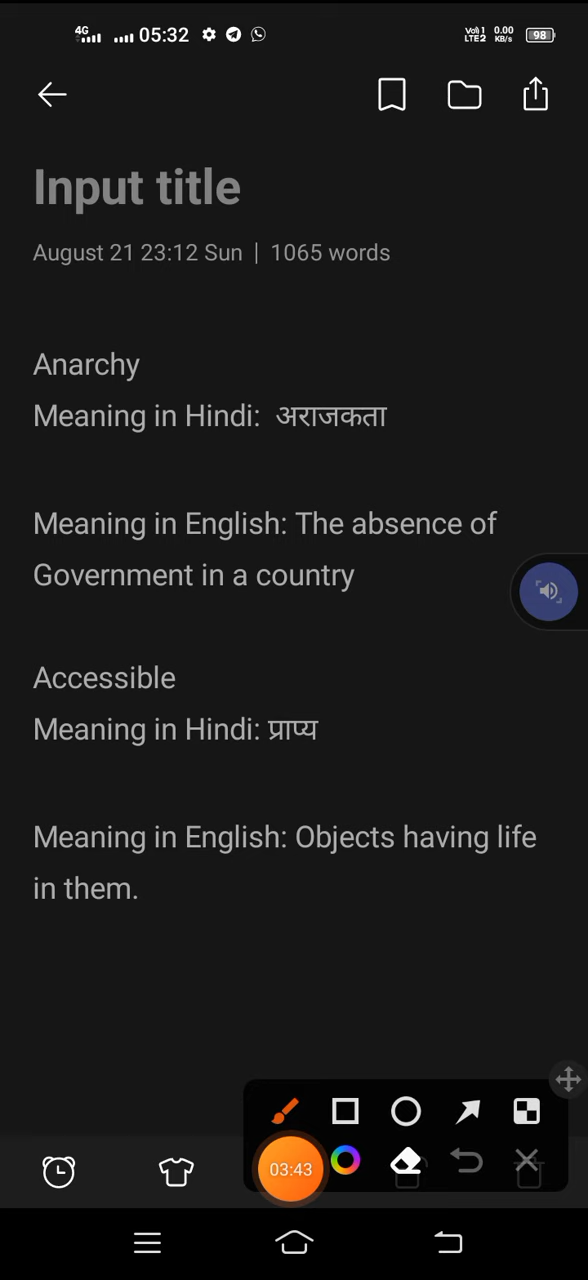 4G 05:32 Vol) 1 LTE2 0.00 KB/s 98
Input title
August 21 23:12 Sun | 1065 words
Anarchy
Meaning in Hindi: अराजकता
Meaning in English: The absence of
Government in a country
Accessible
Meaning in Hindi: प्राप्य
Meaning in English: Objects having life
in them.
03:43